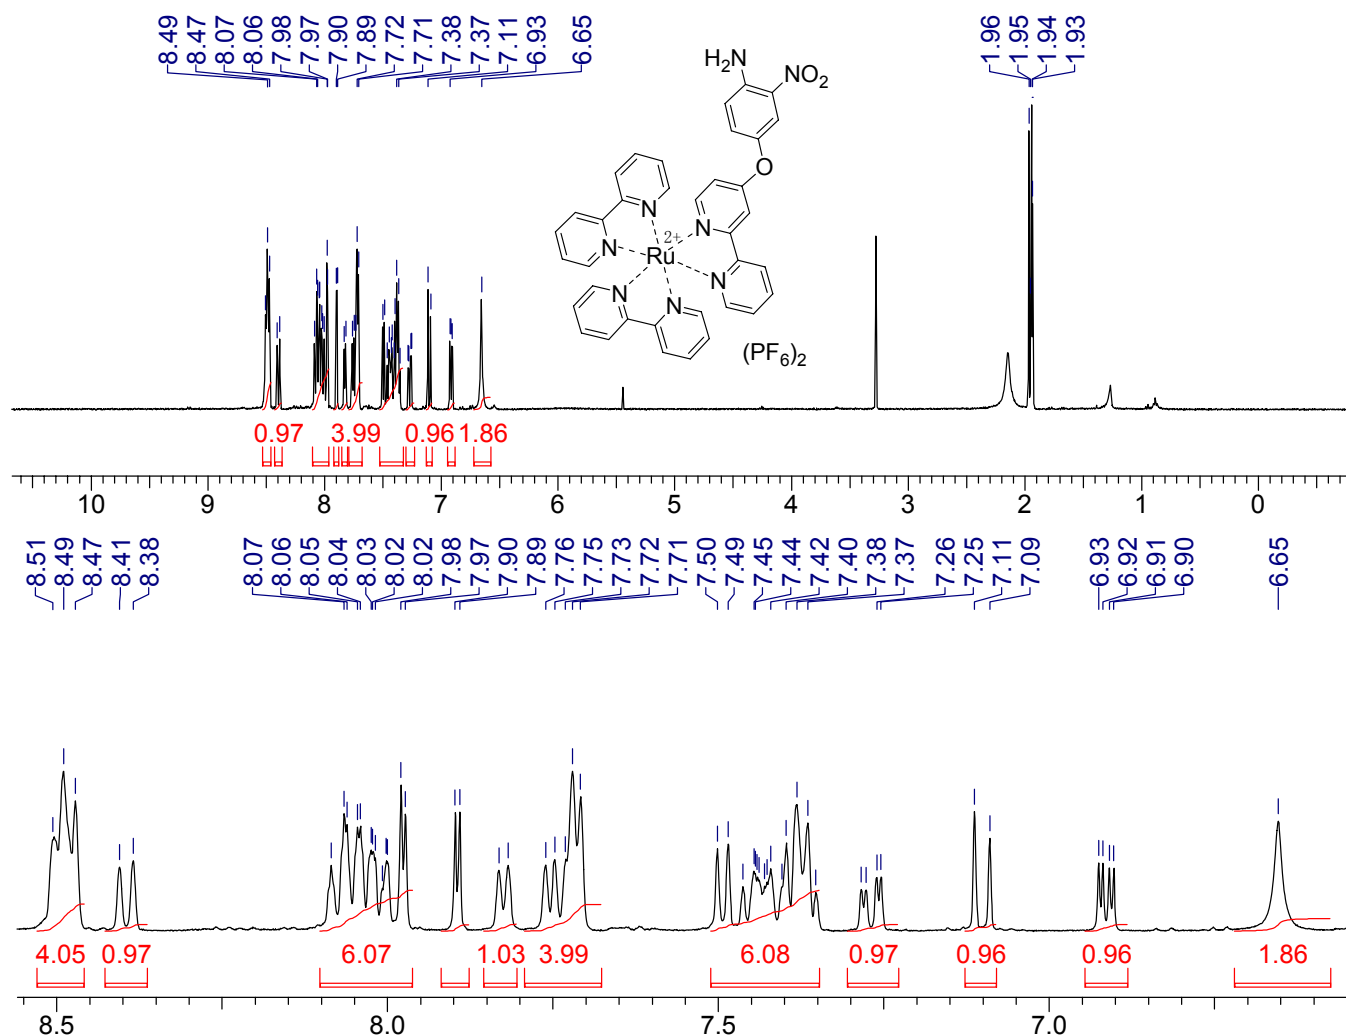 8.49 8.47 8.07 8.06 7.98 7.97 7.90 7.89 7.72 7.71 7.38 7.37 7.11 6.93 6.65 1.96 1.95 1.94 1.93
H2N
NO2
O
N N
N 2+ N
Ru
N N
(PF6)2
0.97 3.99 0.96 1.86
10 9 8 7 6 5 4 3 2 1 0
8.51 8.49 8.47 8.41 8.38 8.07 8.06 8.05 8.04 8.03 8.02 8.02 7.98 7.97 7.90 7.89 7.76 7.75 7.73 7.72 7.71 7.50 7.49 7.45 7.44 7.42 7.40 7.38 7.37 7.26 7.25 7.11 7.09 6.93 6.92 6.91 6.90 6.65
4.05 0.97 6.07 1.03 3.99 6.08 0.97 0.96 0.96 1.86
8.5 8.0 7.5 7.0